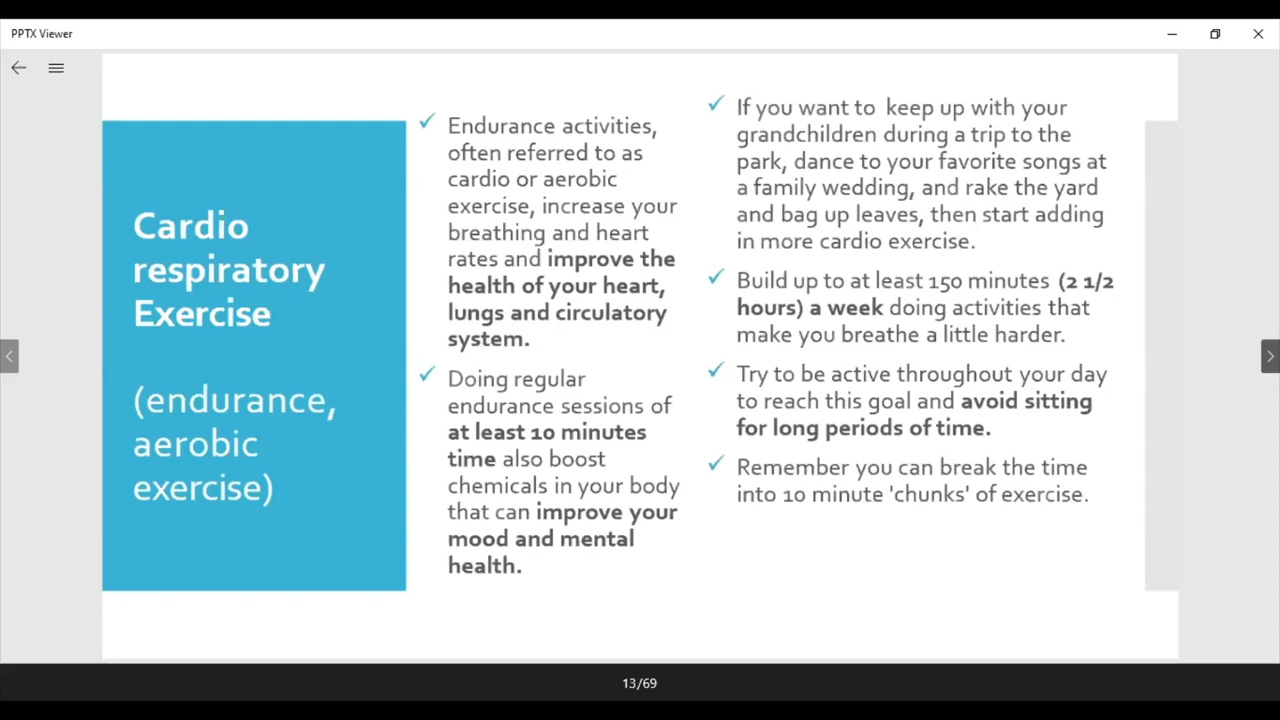 PPTX Viewer
Cardio
respiratory
Exercise
(endurance,
aerobic
exercise)
Endurance activities,
often referred to as
cardio or aerobic
exercise, increase your
breathing and heart
rates and improve the
health of your heart,
lungs and circulatory
system.
Doing regular
endurance sessions of
at least 10 minutes
time also boost
chemicals in your body
that can improve your
mood and mental
health.
If you want to keep up with your
grandchildren during a trip to the
park, dance to your favorite songs at
a family wedding, and rake the yard
and bag up leaves, then start adding
in more cardio exercise.
Build up to at least 150 minutes (2 1/2
hours) a week doing activities that
make you breathe a little harder.
Try to be active throughout your day
to reach this goal and avoid sitting
for long periods of time.
Remember you can break the time
into 10 minute 'chunks' of exercise.
13/69